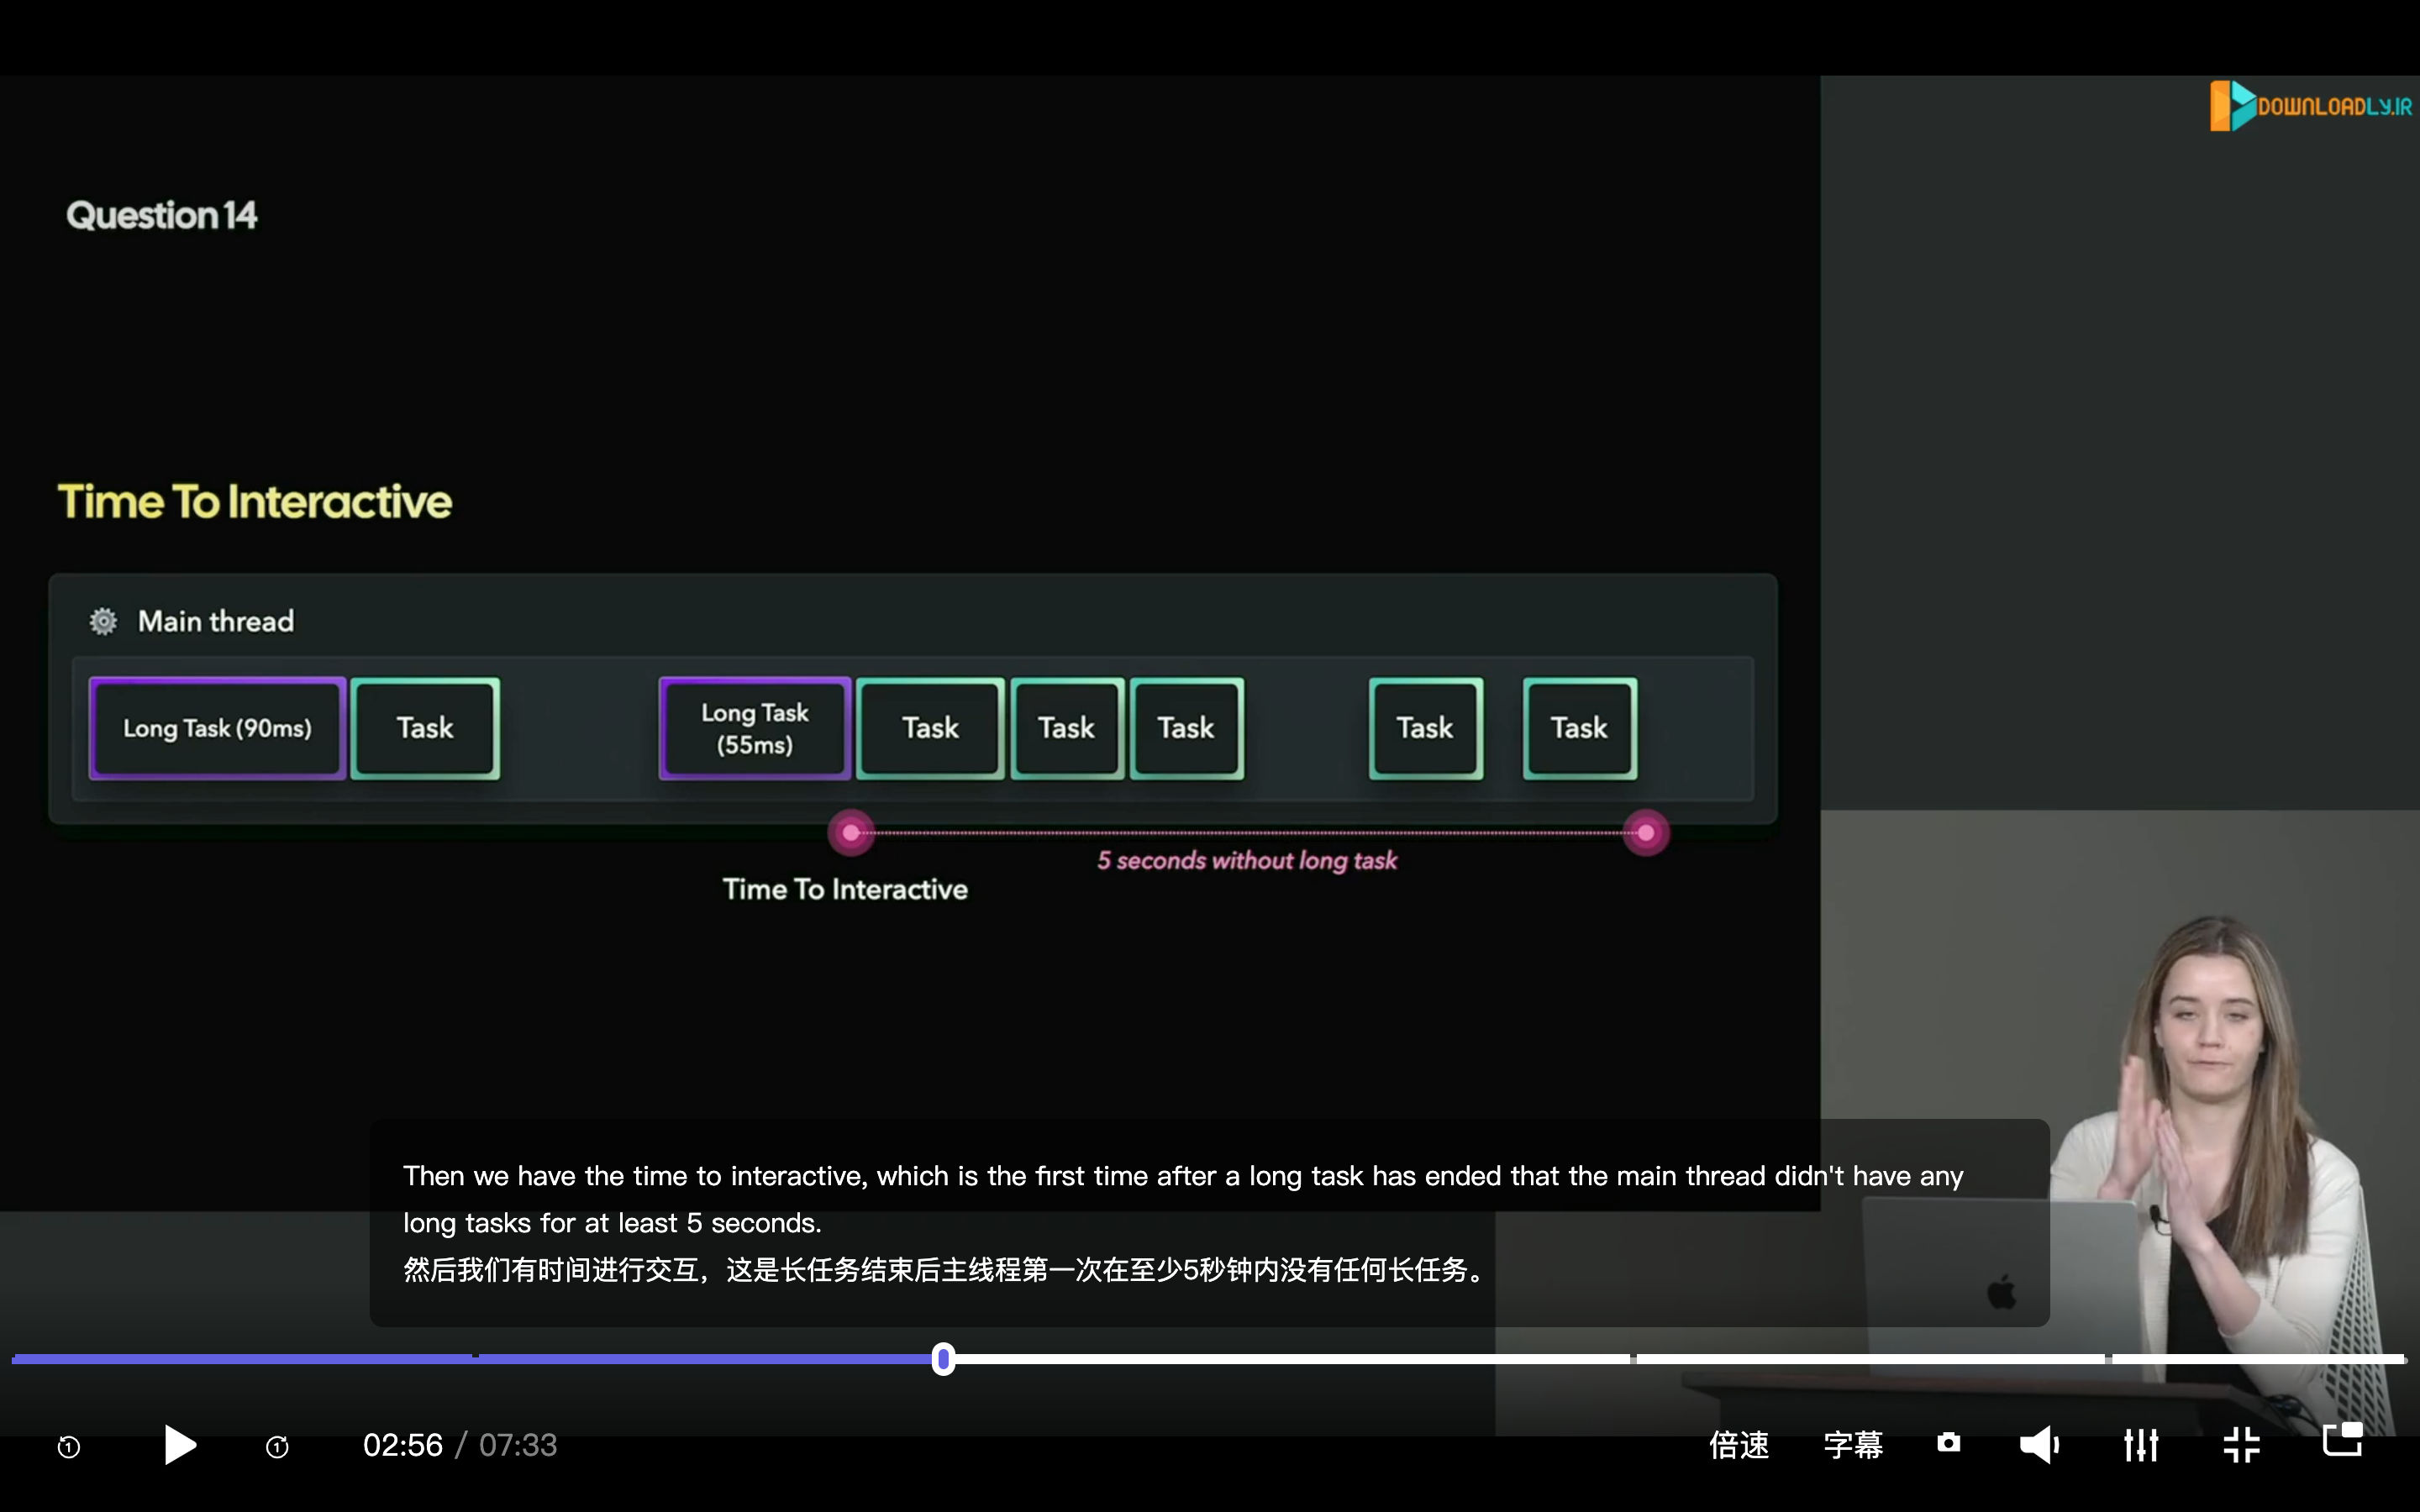 DOWNLOADLY.IR
Question 14
Time To Interactive
Main thread
Long Task (90ms)
Task
Long Task
(55ms)
Task
Task
Task
Task
Task
5 seconds without long task
Time To Interactive
Then we have the time to interactive, which is the first time after a long task has ended that the main thread didn't have any
long tasks for at least 5 seconds.
然后我们有时间进行交互，这是长任务结束后主线程第一次在至少5秒钟内没有任何长任务。
1
1
02:56 / 07:33
倍速
字幕